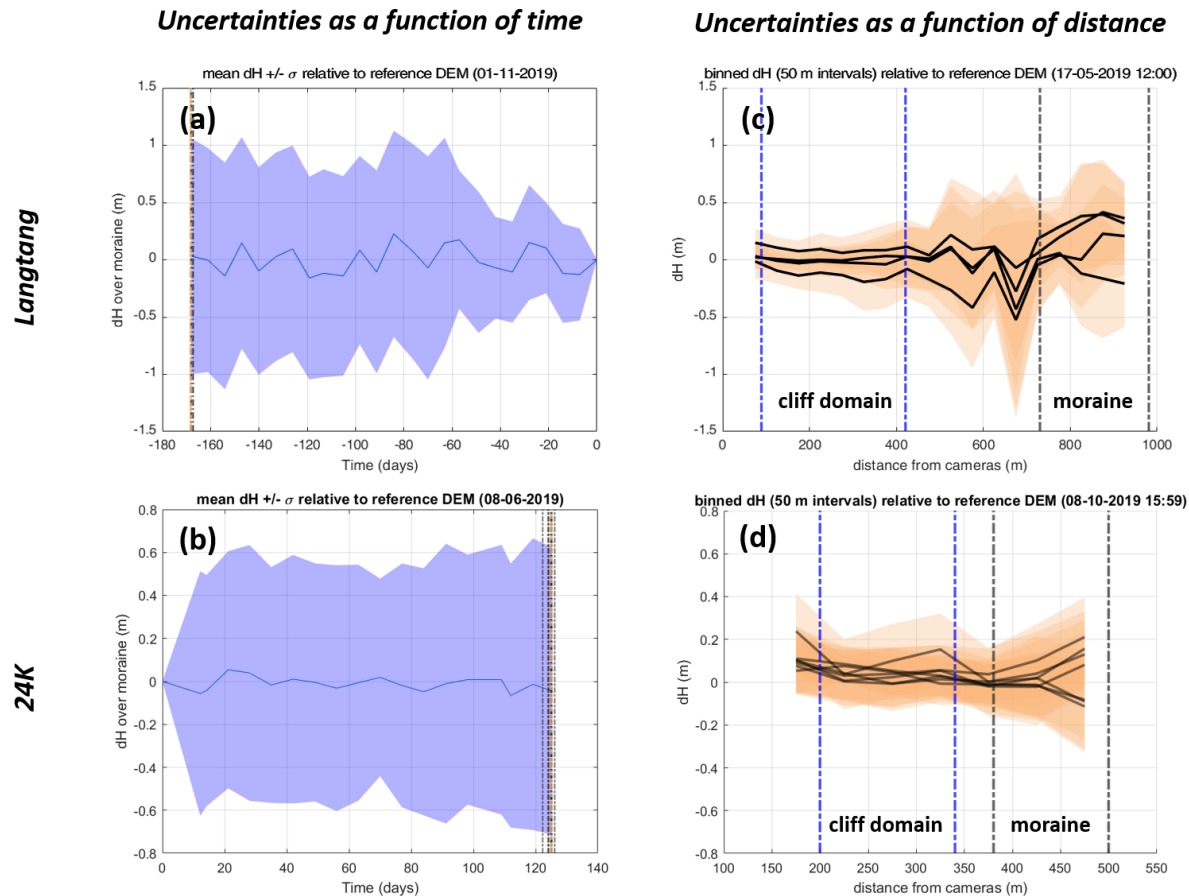 Uncertainties as a function of time
Uncertainties as a function of distance
Langtang
mean dH +/- σ relative to reference DEM (01-11-2019)
(a)
1.5
1
0.5
0
-0.5
-1
-1.5
dH over moraine (m)
-180 -160 -140 -120 -100 -80 -60 -40 -20 0
Time (days)
binned dH (50 m intervals) relative to reference DEM (17-05-2019 12:00)
(c)
1.5
1
0.5
0
-0.5
-1
-1.5
dH (m)
cliff domain
moraine
200 400 600 800 1000
distance from cameras (m)
24K
mean dH +/- σ relative to reference DEM (08-06-2019)
(b)
0.8
0.6
0.4
0.2
0
-0.2
-0.4
-0.6
-0.8
dH over moraine (m)
0 20 40 60 80 100 120 140
Time (days)
binned dH (50 m intervals) relative to reference DEM (08-10-2019 15:59)
(d)
0.8
0.6
0.4
0.2
0
-0.2
-0.4
-0.6
-0.8
dH (m)
cliff domain
moraine
100 150 200 250 300 350 400 450 500 550
distance from cameras (m)